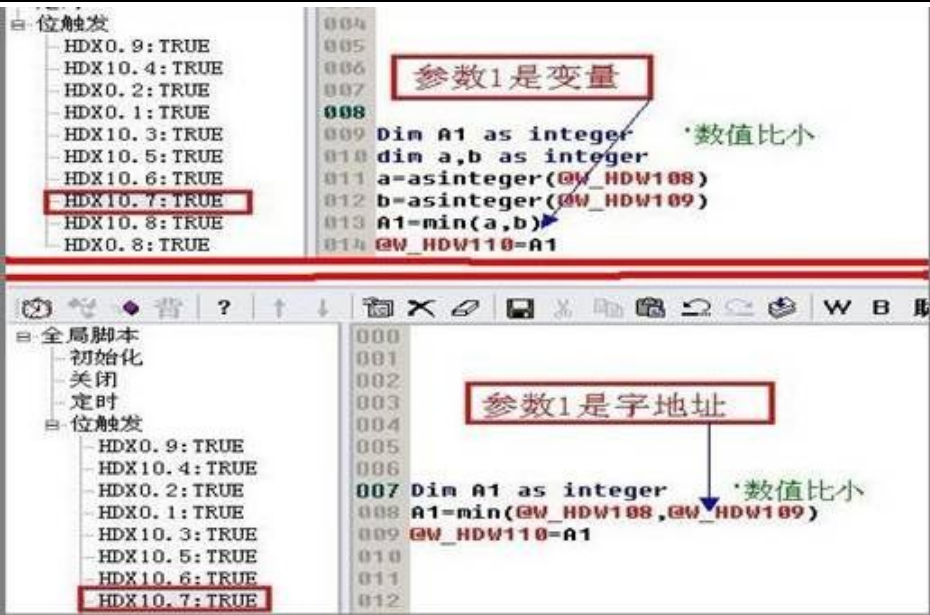 位触发
HDX0.9:TRUE
HDX10.4:TRUE
HDX0.2:TRUE
HDX0.1:TRUE
HDX10.3:TRUE
HDX10.5:TRUE
HDX10.6:TRUE
HDX10.7:TRUE
HDX10.8:TRUE
HDX0.8:TRUE
004
005
006
007
008
009 Dim A1 as integer '数值比小
010 dim a,b as integer
011 a=asinteger(@W_HDW108)
012 b=asinteger(@W_HDW109)
013 A1=min(a,b)
014 @W_HDW110=A1
参数1是变量
背 ? ↑ ↓ W B
全局脚本
初始化
关闭
定时
位触发
HDX0.9:TRUE
HDX10.4:TRUE
HDX0.2:TRUE
HDX0.1:TRUE
HDX10.3:TRUE
HDX10.5:TRUE
HDX10.6:TRUE
HDX10.7:TRUE
000
001
002
003
004
005
006
007 Dim A1 as integer '数值比小
008 A1=min(@W_HDW108,@W_HDW109)
009 @W_HDW110=A1
010
011
012
参数1是字地址